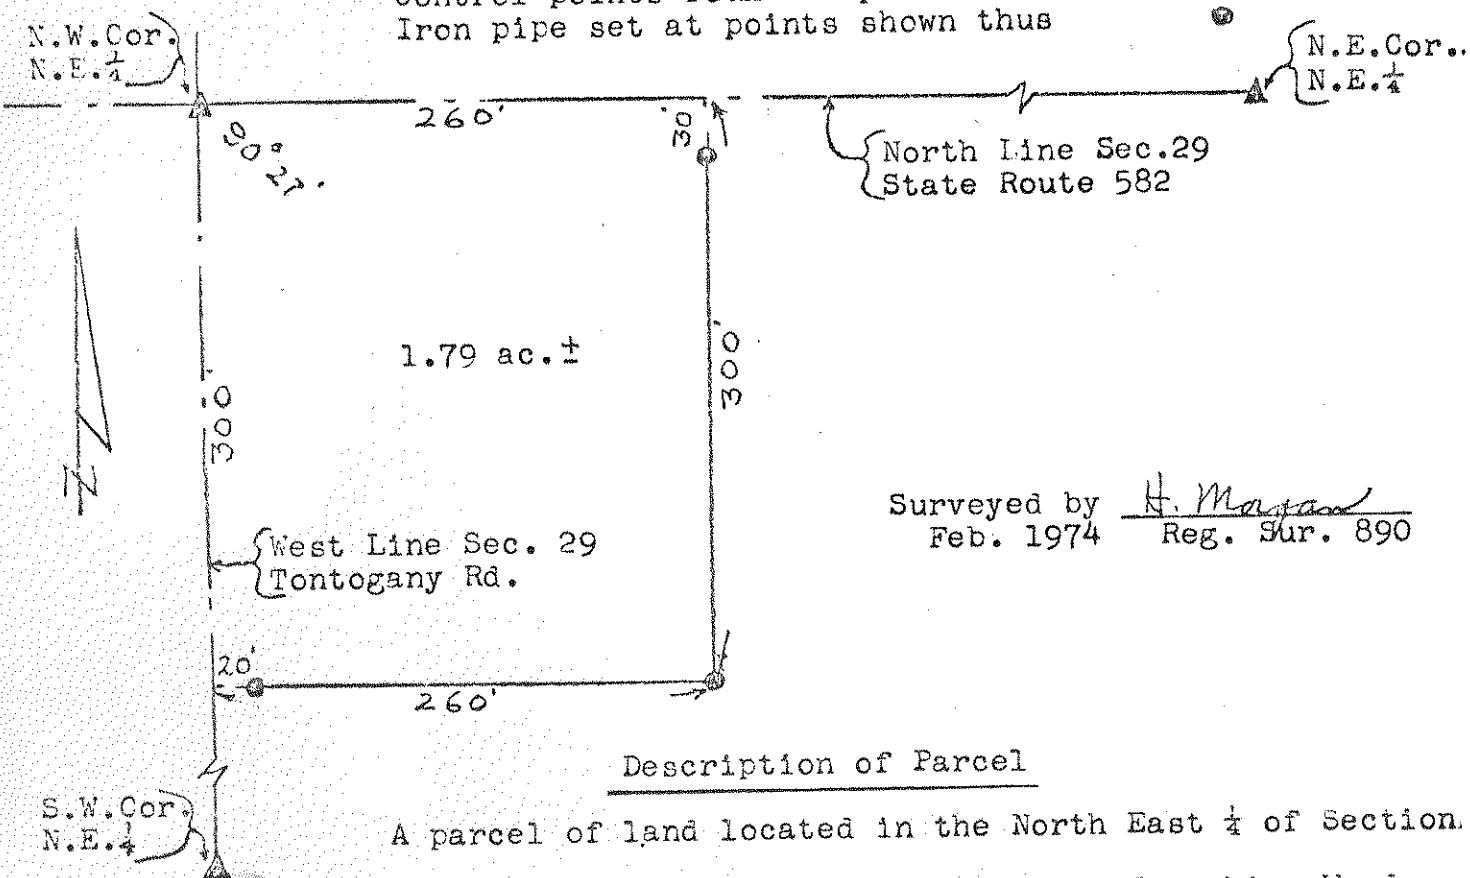 Iron pipe set at points shown thus
N.W.Cor.
N.E.¼
N.E.Cor.
N.E.¼
260'
30'
90° 27'
North Line Sec.29
State Route 582
1.79 ac.±
300'
300'
N
Surveyed by H. Morgan
Feb. 1974 Reg. Sur. 890
West Line Sec. 29
Tontogany Rd.
20'
260'
Description of Parcel
S.W.Cor.
N.E.¼
A parcel of land located in the North East ¼ of Section